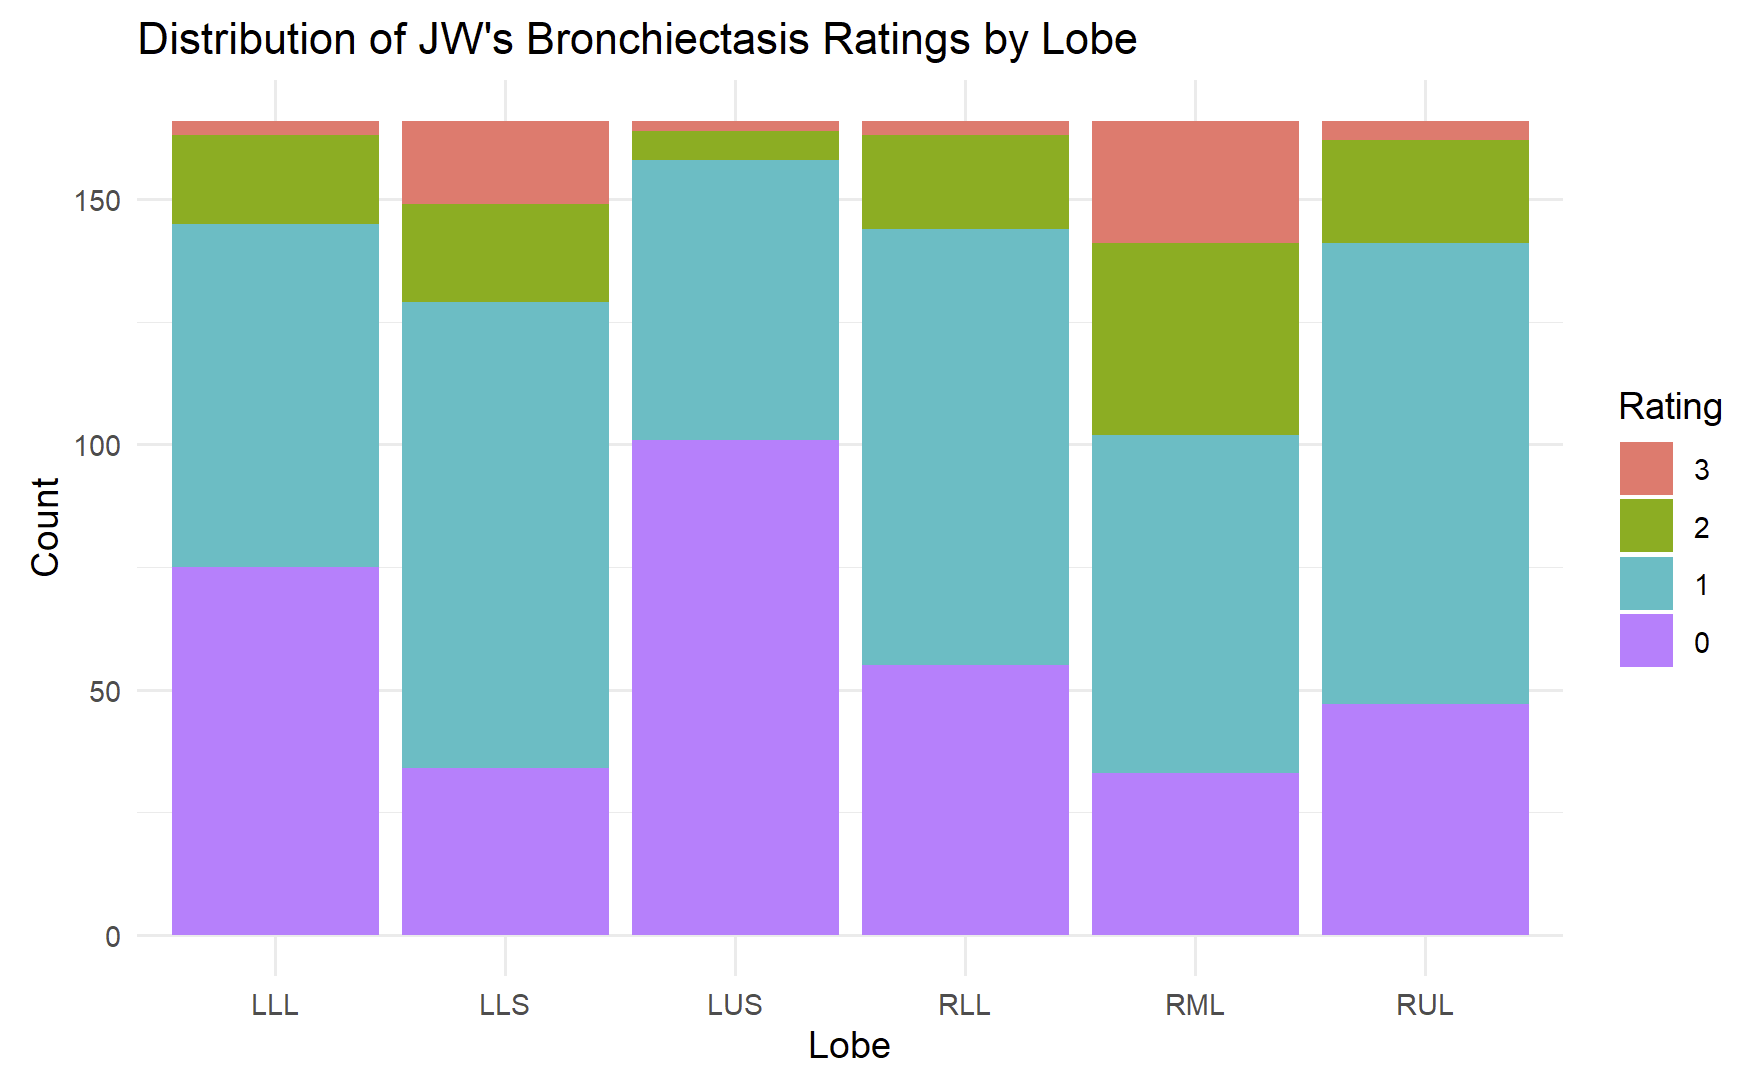 Distribution of JW's Bronchiectasis Ratings by Lobe
150
100
50
0
Count
LLL LLS LUS RLL RML RUL
Lobe
Rating
3
2
1
0